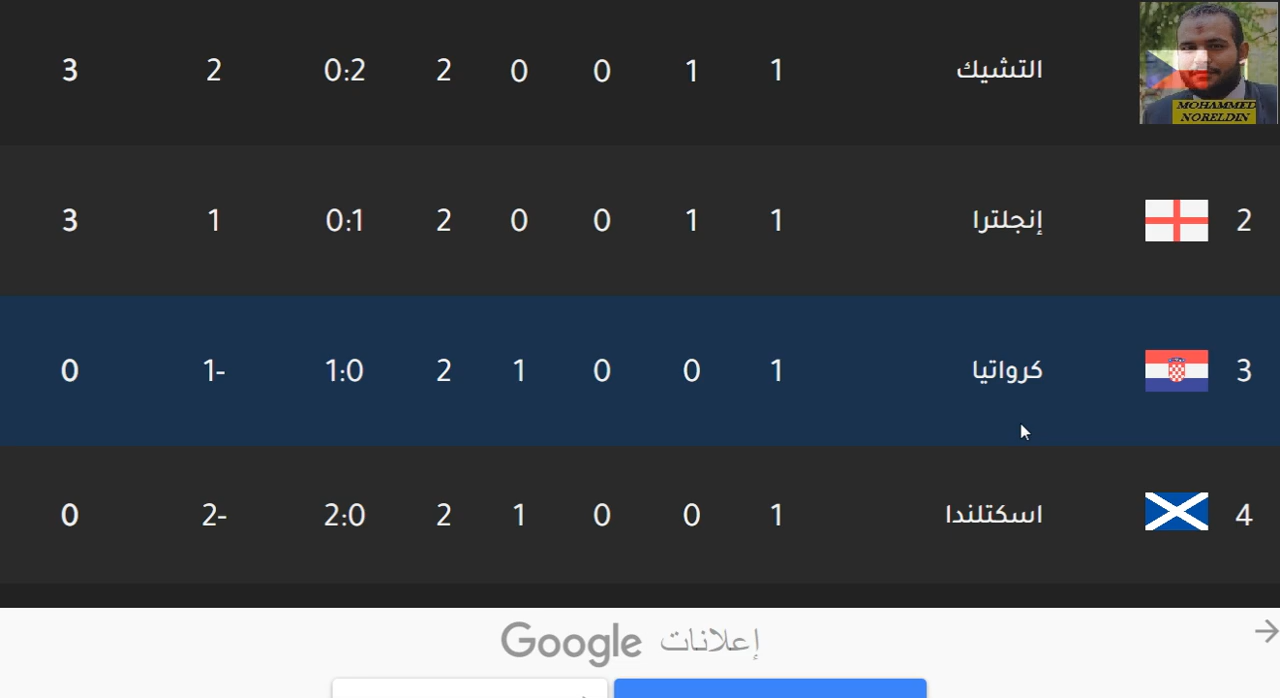 1 التشيك 1 1 0 0 2 0:2 2 3
MOHAMMED
NORELDIN
2 إنجلترا 1 1 0 0 2 0:1 1 3
3 كرواتيا 1 0 0 1 2 1:0 1- 0
4 اسكتلندا 1 0 0 1 2 2:0 2- 0
إعلانات Google